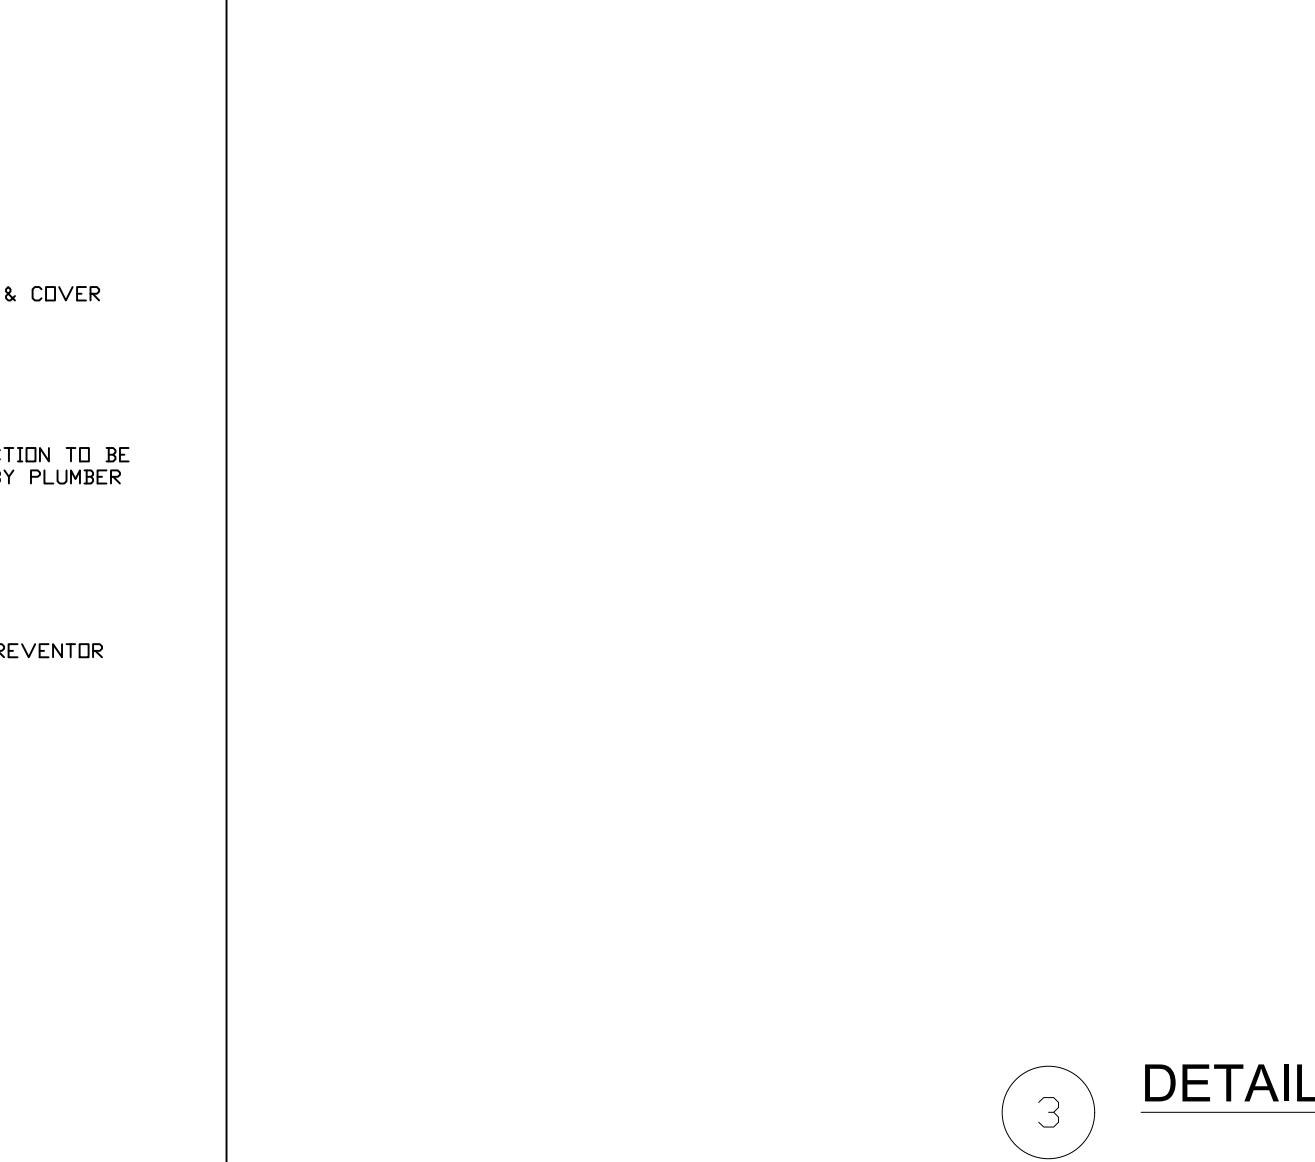 & COVER
CTION TO BE
BY PLUMBER
REVENTOR
3
DETAIL